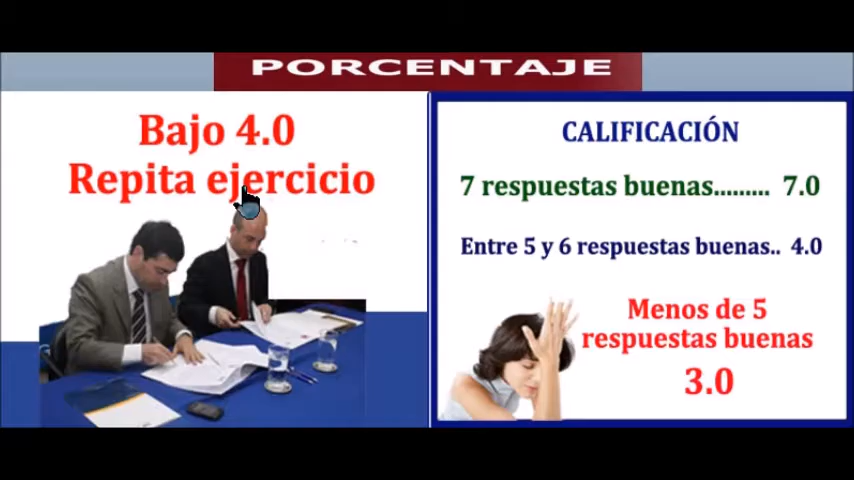 PORCENTAJE
Bajo 4.0
Repita ejercicio
CALIFICACIÓN
7 respuestas buenas......... 7.0
Entre 5 y 6 respuestas buenas.. 4.0
Menos de 5
respuestas buenas
3.0